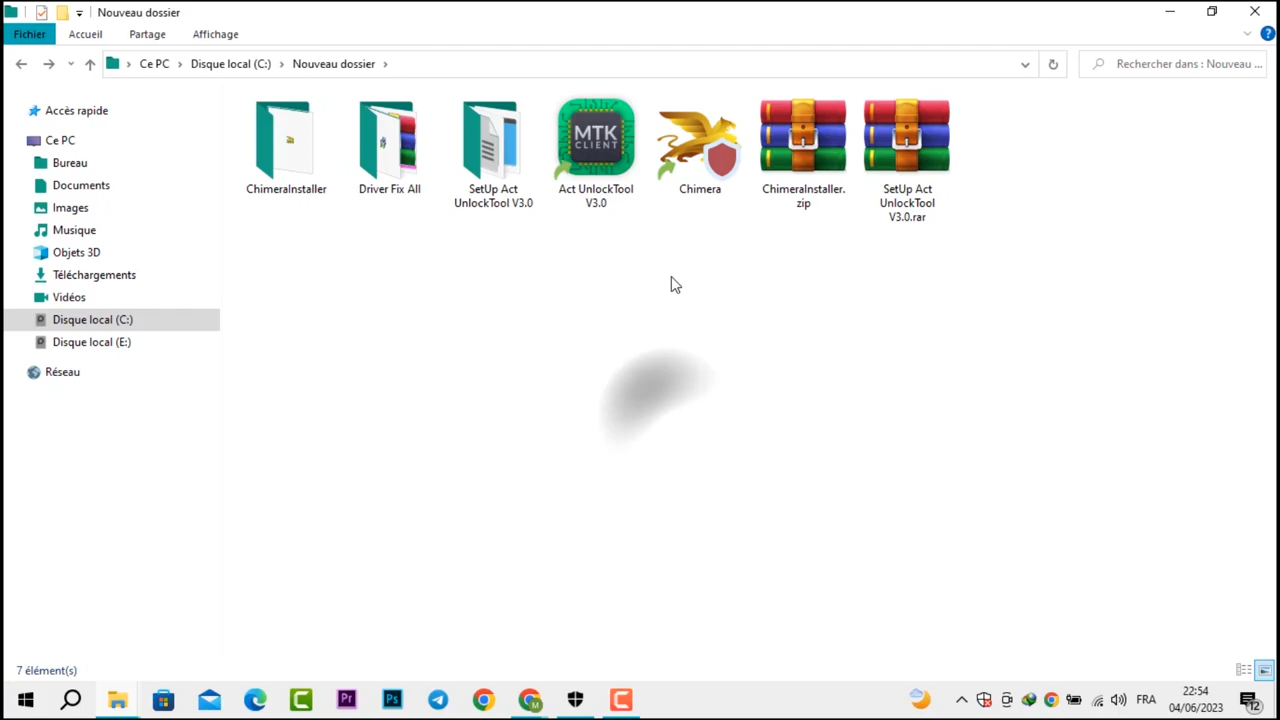 Nouveau dossier
Fichier
Accueil
Partage
Affichage
Ce PC
Disque local (C:)
Nouveau dossier
Rechercher dans : Nouveau ...
Accès rapide
Ce PC
Bureau
Documents
Images
Musique
Objets 3D
Téléchargements
Vidéos
Disque local (C:)
Disque local (E:)
Réseau
ChimeraInstaller
Driver Fix All
SetUp Act
UnlockTool V3.0
MTK
CLIENT
Act UnlockTool
V3.0
Chimera
ChimeraInstaller.
zip
SetUp Act
UnlockTool
V3.0.rar
7 élément(s)
Pr
Ps
M
FRA
22:54
04/06/2023
12